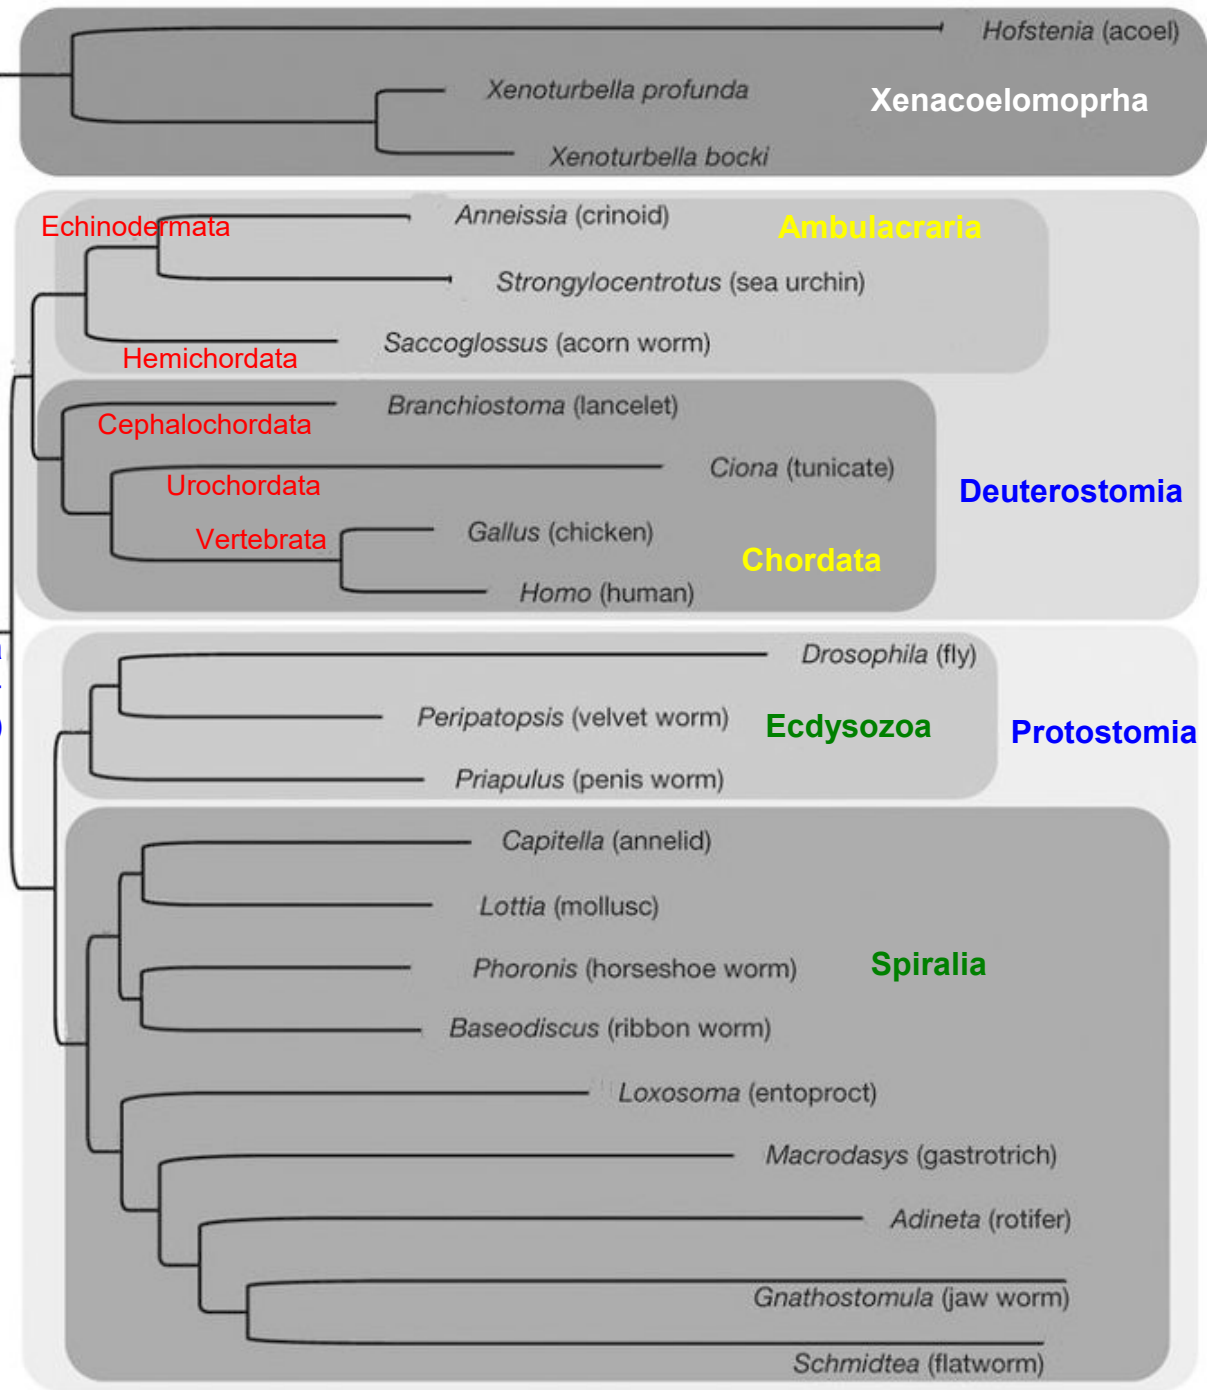 Hofstenia (acoel)
Xenoturbella profunda
Xenacoelomoprha
Xenoturbella bocki
Echinodermata
Anneissia (crinoid)
Ambulacraria
Strongylocentrotus (sea urchin)
Saccoglossus (acorn worm)
Hemichordata
Branchiostoma (lancelet)
Cephalochordata
Ciona (tunicate)
Urochordata
Deuterostomia
Gallus (chicken)
Vertebrata
Chordata
Homo (human)
Drosophila (fly)
Peripatopsis (velvet worm)
Ecdysozoa
Protostomia
Priapulus (penis worm)
Capitella (annelid)
Lottia (mollusc)
Phoronis (horseshoe worm)
Spiralia
Baseodiscus (ribbon worm)
Loxosoma (entoproct)
Macrodasys (gastrotrich)
Adineta (rotifer)
Gnathostomula (jaw worm)
Schmidtea (flatworm)